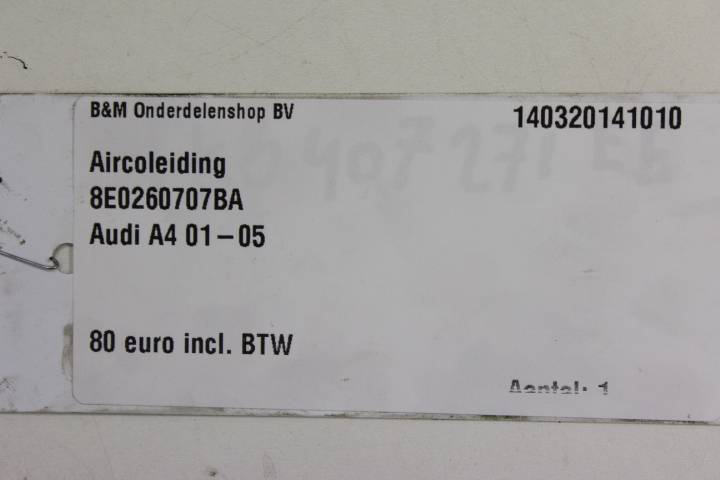 B&M Onderdelenshop BV
140320141010
Aircoleiding
8E0260707BA
Audi A4 01-05
80 euro incl. BTW
Aantal: 1